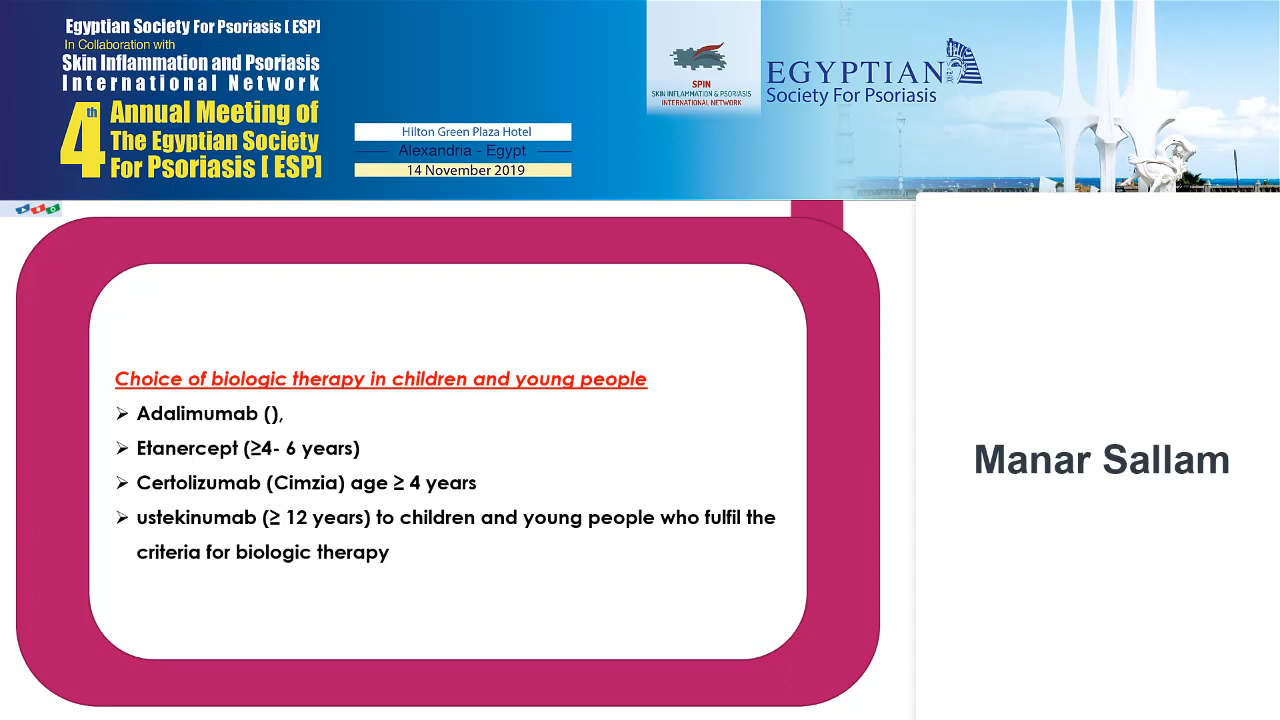 Egyptian Society For Psoriasis [ ESP]
In Collaboration with
Skin Inflammation and Psoriasis
International Network
4th Annual Meeting of
The Egyptian Society
For Psoriasis [ ESP]
Hilton Green Plaza Hotel
Alexandria - Egypt
14 November 2019
SPIN
SKIN INFLAMMATION & PSORIASIS
INTERNATIONAL NETWORK
EGYPTIAN
Society For Psoriasis
Choice of biologic therapy in children and young people
➢ Adalimumab (),
➢ Etanercept (≥4- 6 years)
➢ Certolizumab (Cimzia) age ≥ 4 years
➢ ustekinumab (≥ 12 years) to children and young people who fulfil the
criteria for biologic therapy
Manar Sallam